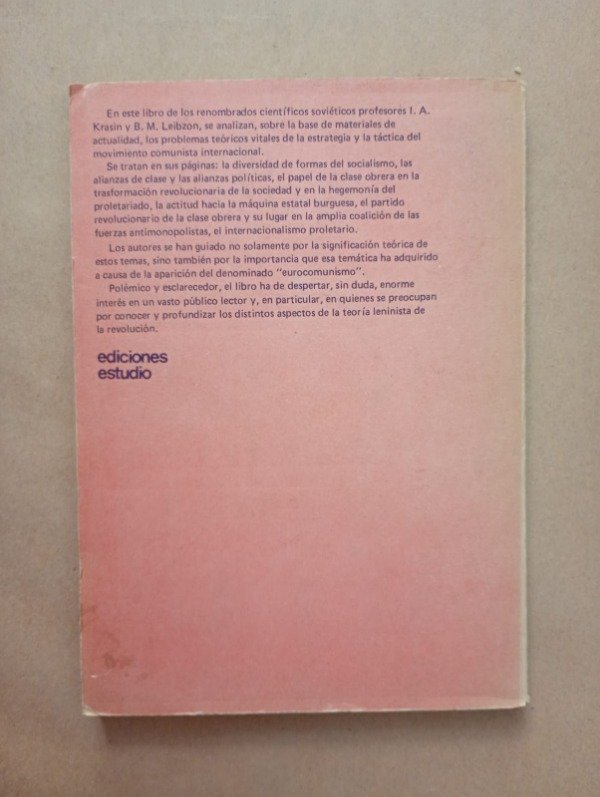 En este libro de los renombrados científicos soviéticos profesores I. A.
Krasin y B. M. Leibzon, se analizan, sobre la base de materiales de
actualidad, los problemas teóricos vitales de la estrategia y la táctica del
movimiento comunista internacional.
Se tratan en sus páginas: la diversidad de formas del socialismo, las
alianzas de clase y las alianzas políticas, el papel de la clase obrera en la
trasformación revolucionaria de la sociedad y en la hegemonía del
proletariado, la actitud hacia la máquina estatal burguesa, el partido
revolucionario de la clase obrera y su lugar en la amplia coalición de las
fuerzas antimonopolistas, el internacionalismo proletario.
Los autores se han guiado no solamente por la significación teórica de
estos temas, sino también por la importancia que esa temática ha adquirido
a causa de la aparición del denominado "eurocomunismo".
Polémico y esclarecedor, el libro ha de despertar, sin duda, enorme
interés en un vasto público lector y, en particular, en quienes se preocupan
por conocer y profundizar los distintos aspectos de la teoría leninista de
la revolución.
ediciones
estudio